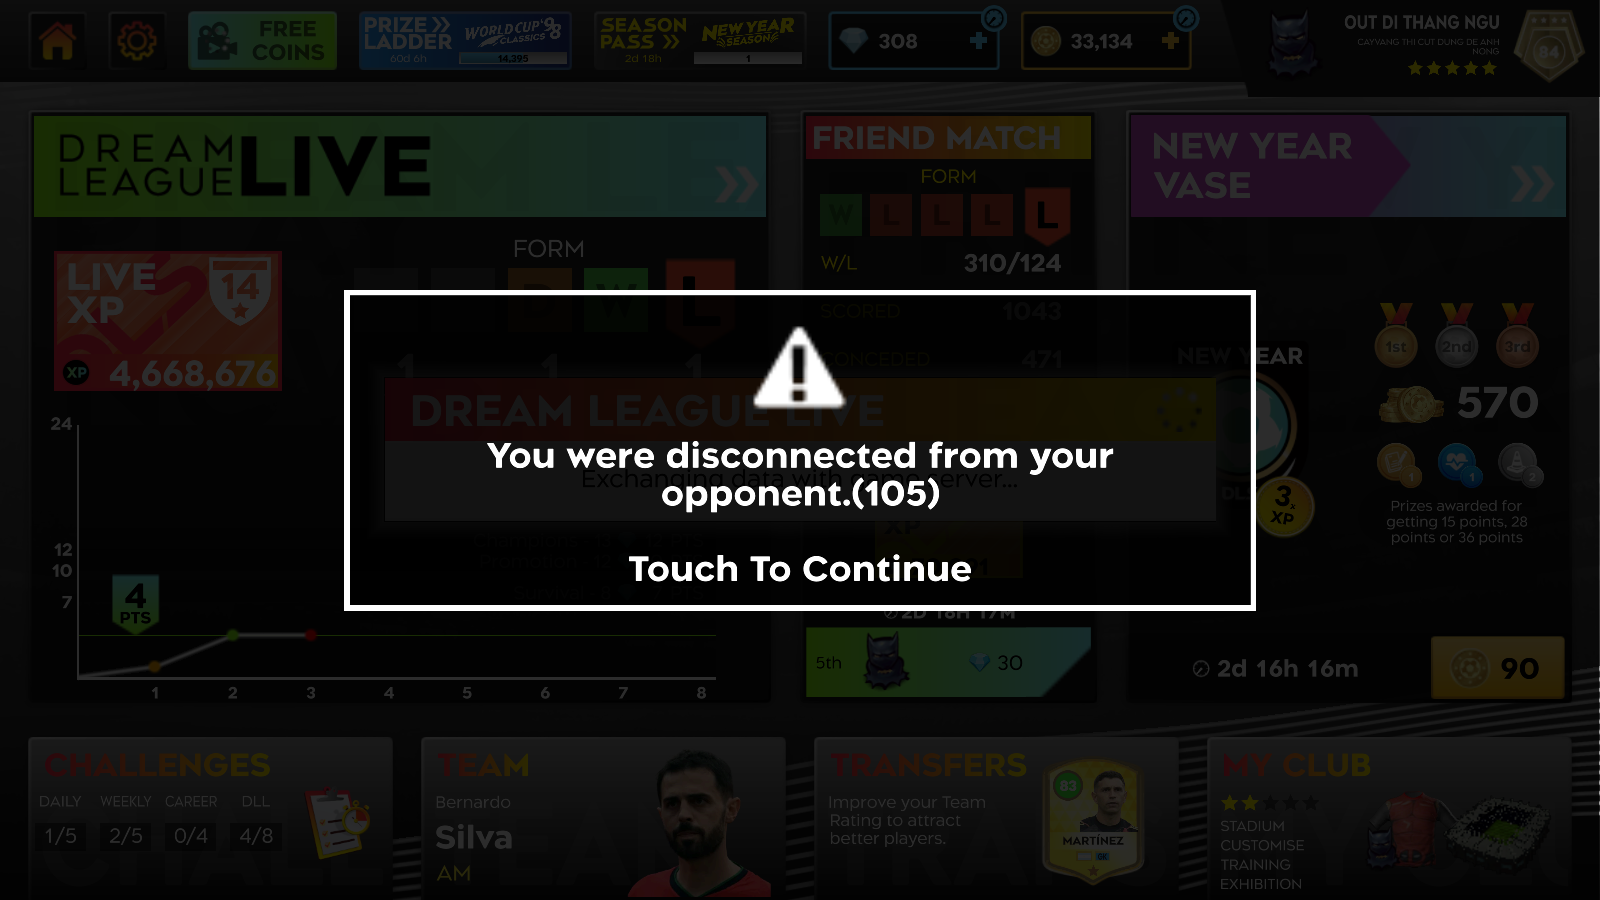 FREE
COINS
PRIZE
LADDER
60d 6h
WORLD CUP '98
CLASSICS
14,395
SEASON
PASS
2d 18h
NEW YEAR
SEASON
1
308
33,134
OUT DI THANG NGU
CAYVANG THI CUT DUNG DE ANH
NONG
84
DREAM
LEAGUE LIVE
FORM
LIVE
XP
14
XP 4,668,676
D W L
1 1 1
24
12
10
7
4
PTS
1 2 3 4 5 6 7 8
FRIEND MATCH
FORM
W L L L L
W/L 310/124
SCORED 1043
CONCEDED 471
DREAM LEAGUE LIVE
Exchanging data with game server...
You were disconnected from your
opponent.(105)
Touch To Continue
XP
2D 16H 17M
5th 30
NEW YEAR
VASE
NEW YEAR
3x
XP
1st 2nd 3rd
570
1 1 2
Prizes awarded for
getting 15 points, 28
points or 36 points
2d 16h 16m
90
CHALLENGES
DAILY WEEKLY CAREER DLL
1/5 2/5 0/4 4/8
TEAM
Bernardo
Silva
AM
TRANSFERS
Improve your Team
Rating to attract
better players.
83
MARTÍNEZ
GK
MY CLUB
STADIUM
CUSTOMISE
TRAINING
EXHIBITION